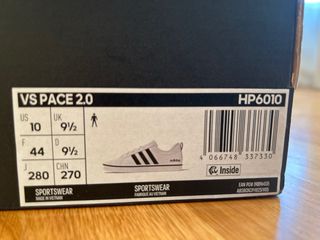 VS PACE 2.0 HP6010
US 10 UK 9½
F 44 D 9½
J 280 CHN 270
adidas
4 066748 337330
Inside
SPORTSWEAR SPORTSWEAR
MADE IN VIETNAM FABRIQUÉ AU VIETNAM